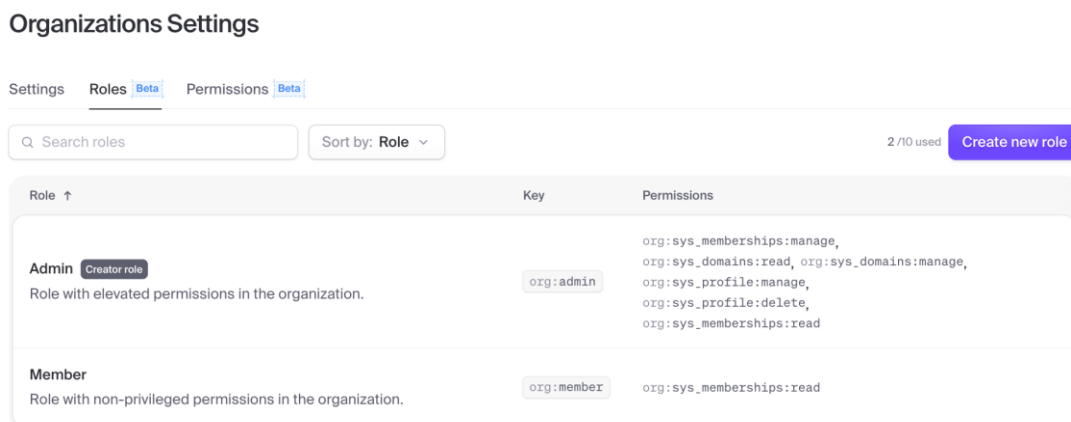 Organizations Settings
Settings Roles Beta Permissions Beta
Search roles Sort by: Role 2 /10 used Create new role
Role ↑ Key Permissions
org:sys_memberships:manage,
Admin Creator role org:sys_domains:read, org:sys_domains:manage,
org:admin org:sys_profile:manage,
Role with elevated permissions in the organization.
org:sys_profile:delete,
org:sys_memberships:read
Member
org:member org:sys_memberships:read
Role with non-privileged permissions in the organization.